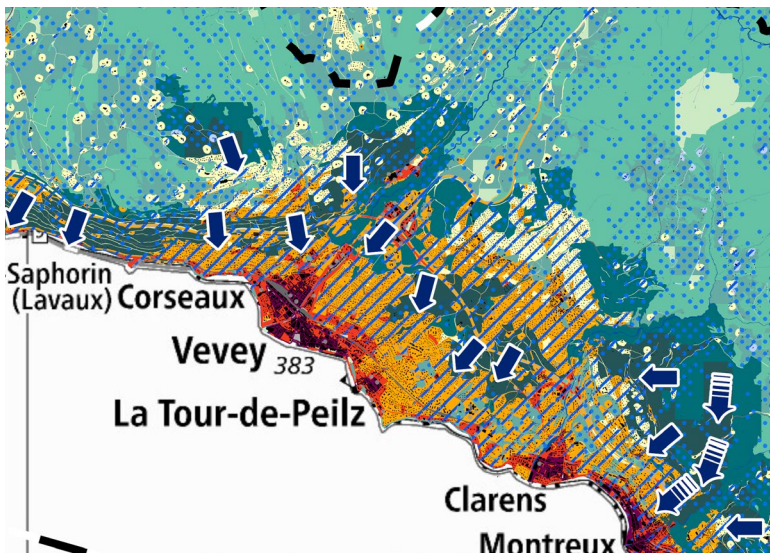 Saphorin
(Lavaux)
Corseaux
Vevey 383
La Tour-de-Peilz
Clarens
Montreux